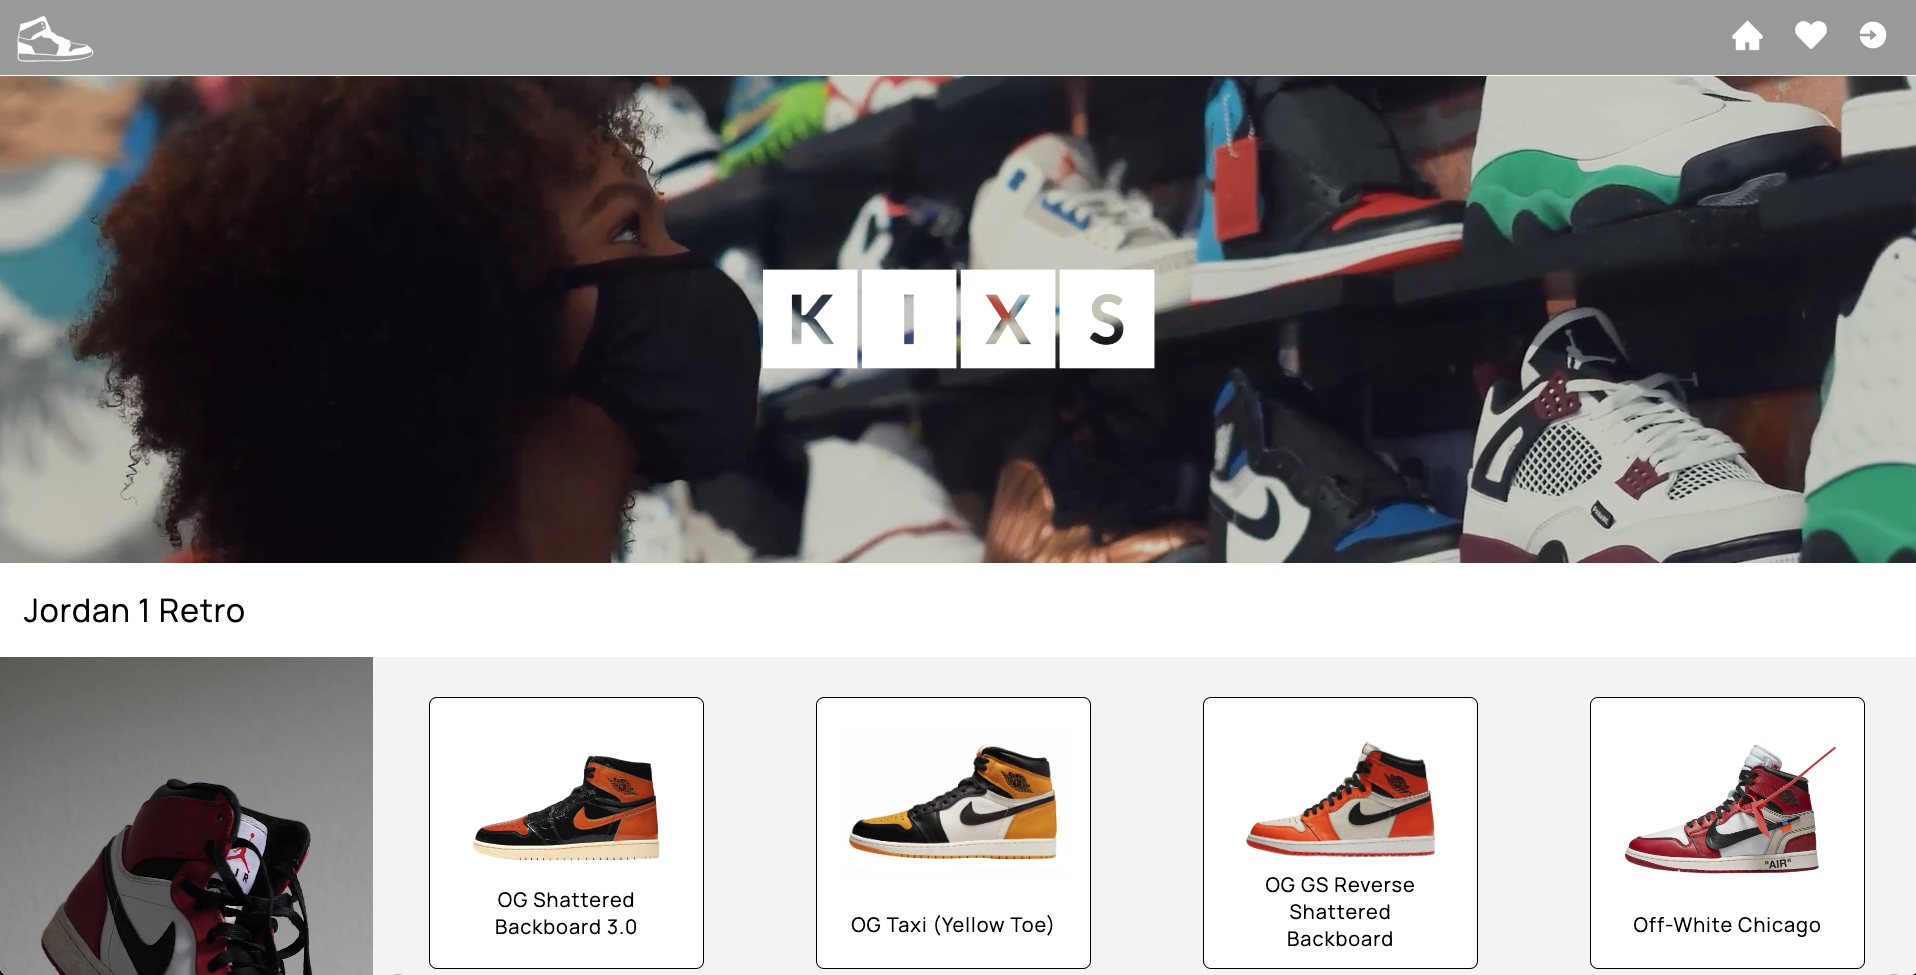 K I X S
Jordan 1 Retro
OG Shattered
Backboard 3.0
OG Taxi (Yellow Toe)
OG GS Reverse
Shattered
Backboard
"AIR"
Off-White Chicago